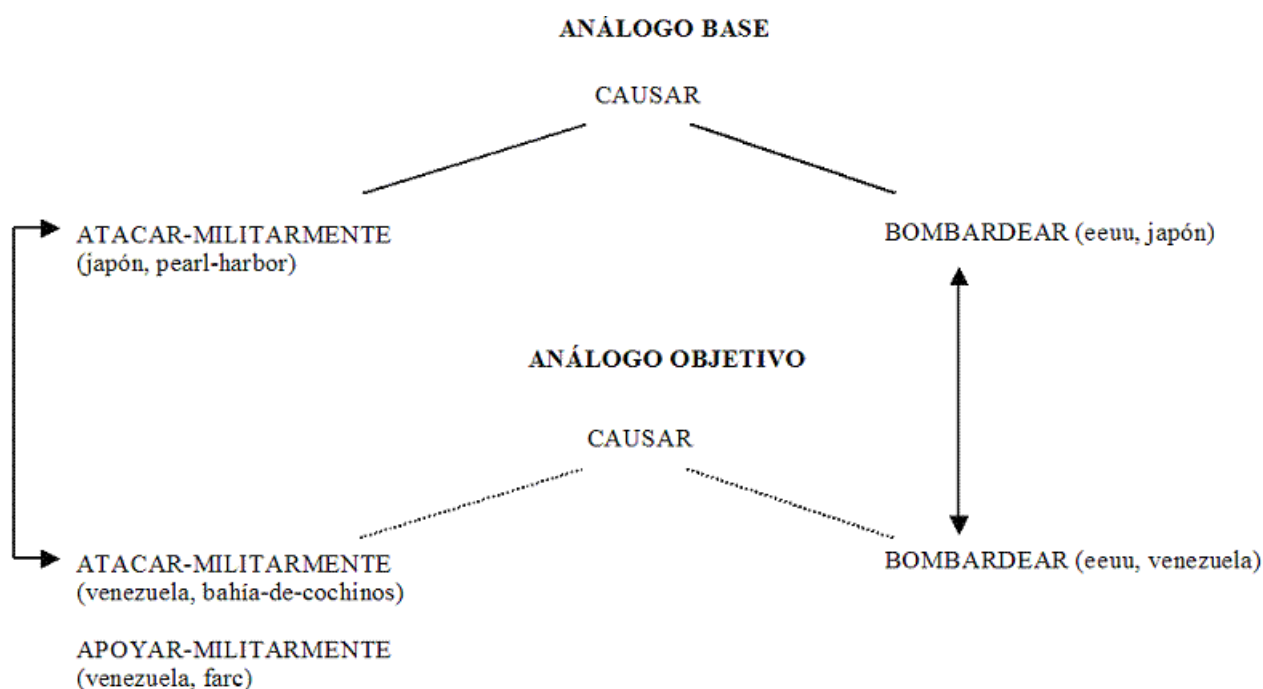 ANÁLOGO BASE
CAUSAR
ATACAR-MILITARMENTE
(japón, pearl-harbor)
BOMBARDEAR (eeuu, japón)
ANÁLOGO OBJETIVO
CAUSAR
ATACAR-MILITARMENTE
(venezuela, bahía-de-cochinos)
BOMBARDEAR (eeuu, venezuela)
APOYAR-MILITARMENTE
(venezuela, farc)